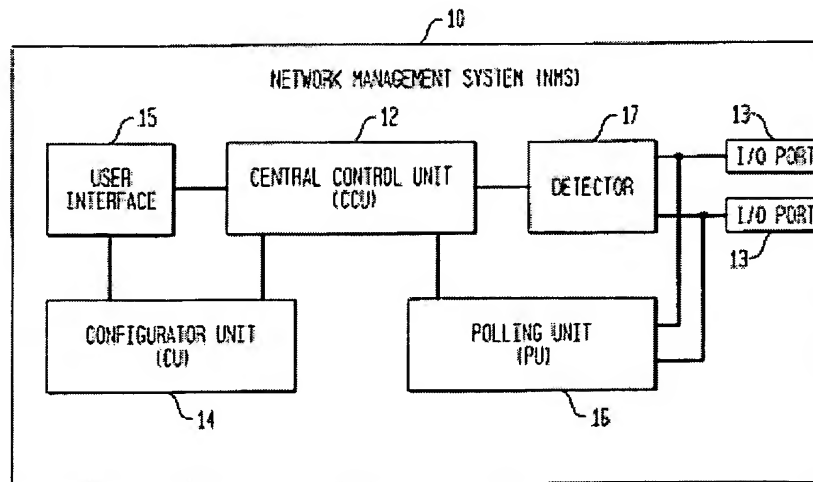 10
NETWORK MANAGEMENT SYSTEM (NMS)
15
12
17
13
USER
INTERFACE
CENTRAL CONTROL UNIT
(CCU)
DETECTOR
I/O PORT
I/O PORT
13
CONFIGURATOR UNIT
(CU)
POLLING UNIT
(PU)
14
16